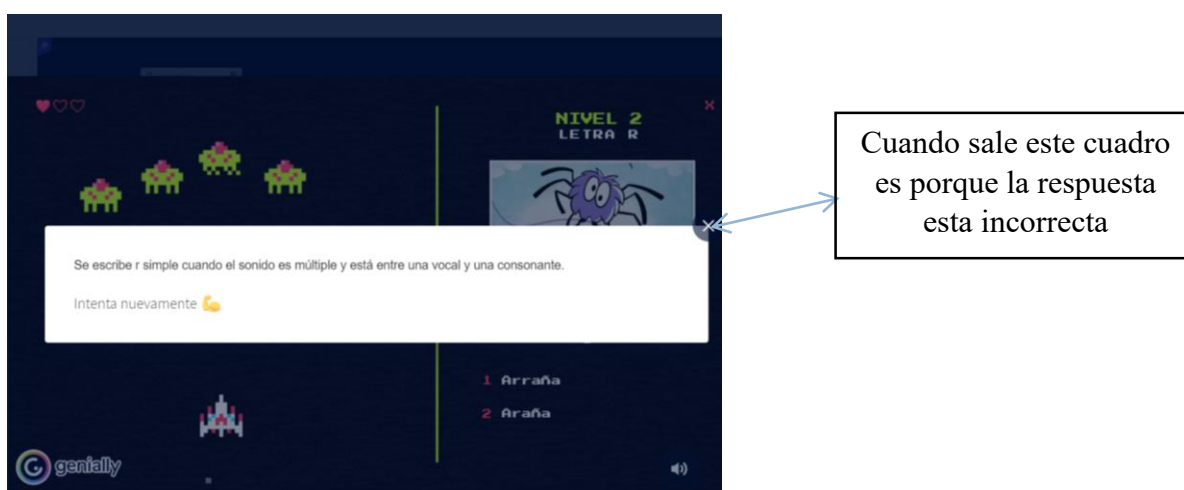 NIVEL 2
LETRA R
Se escribe r simple cuando el sonido es múltiple y está entre una vocal y una consonante.
Intenta nuevamente 💪
1 Arraña
2 Araña
genially
Cuando sale este cuadro
es porque la respuesta
esta incorrecta